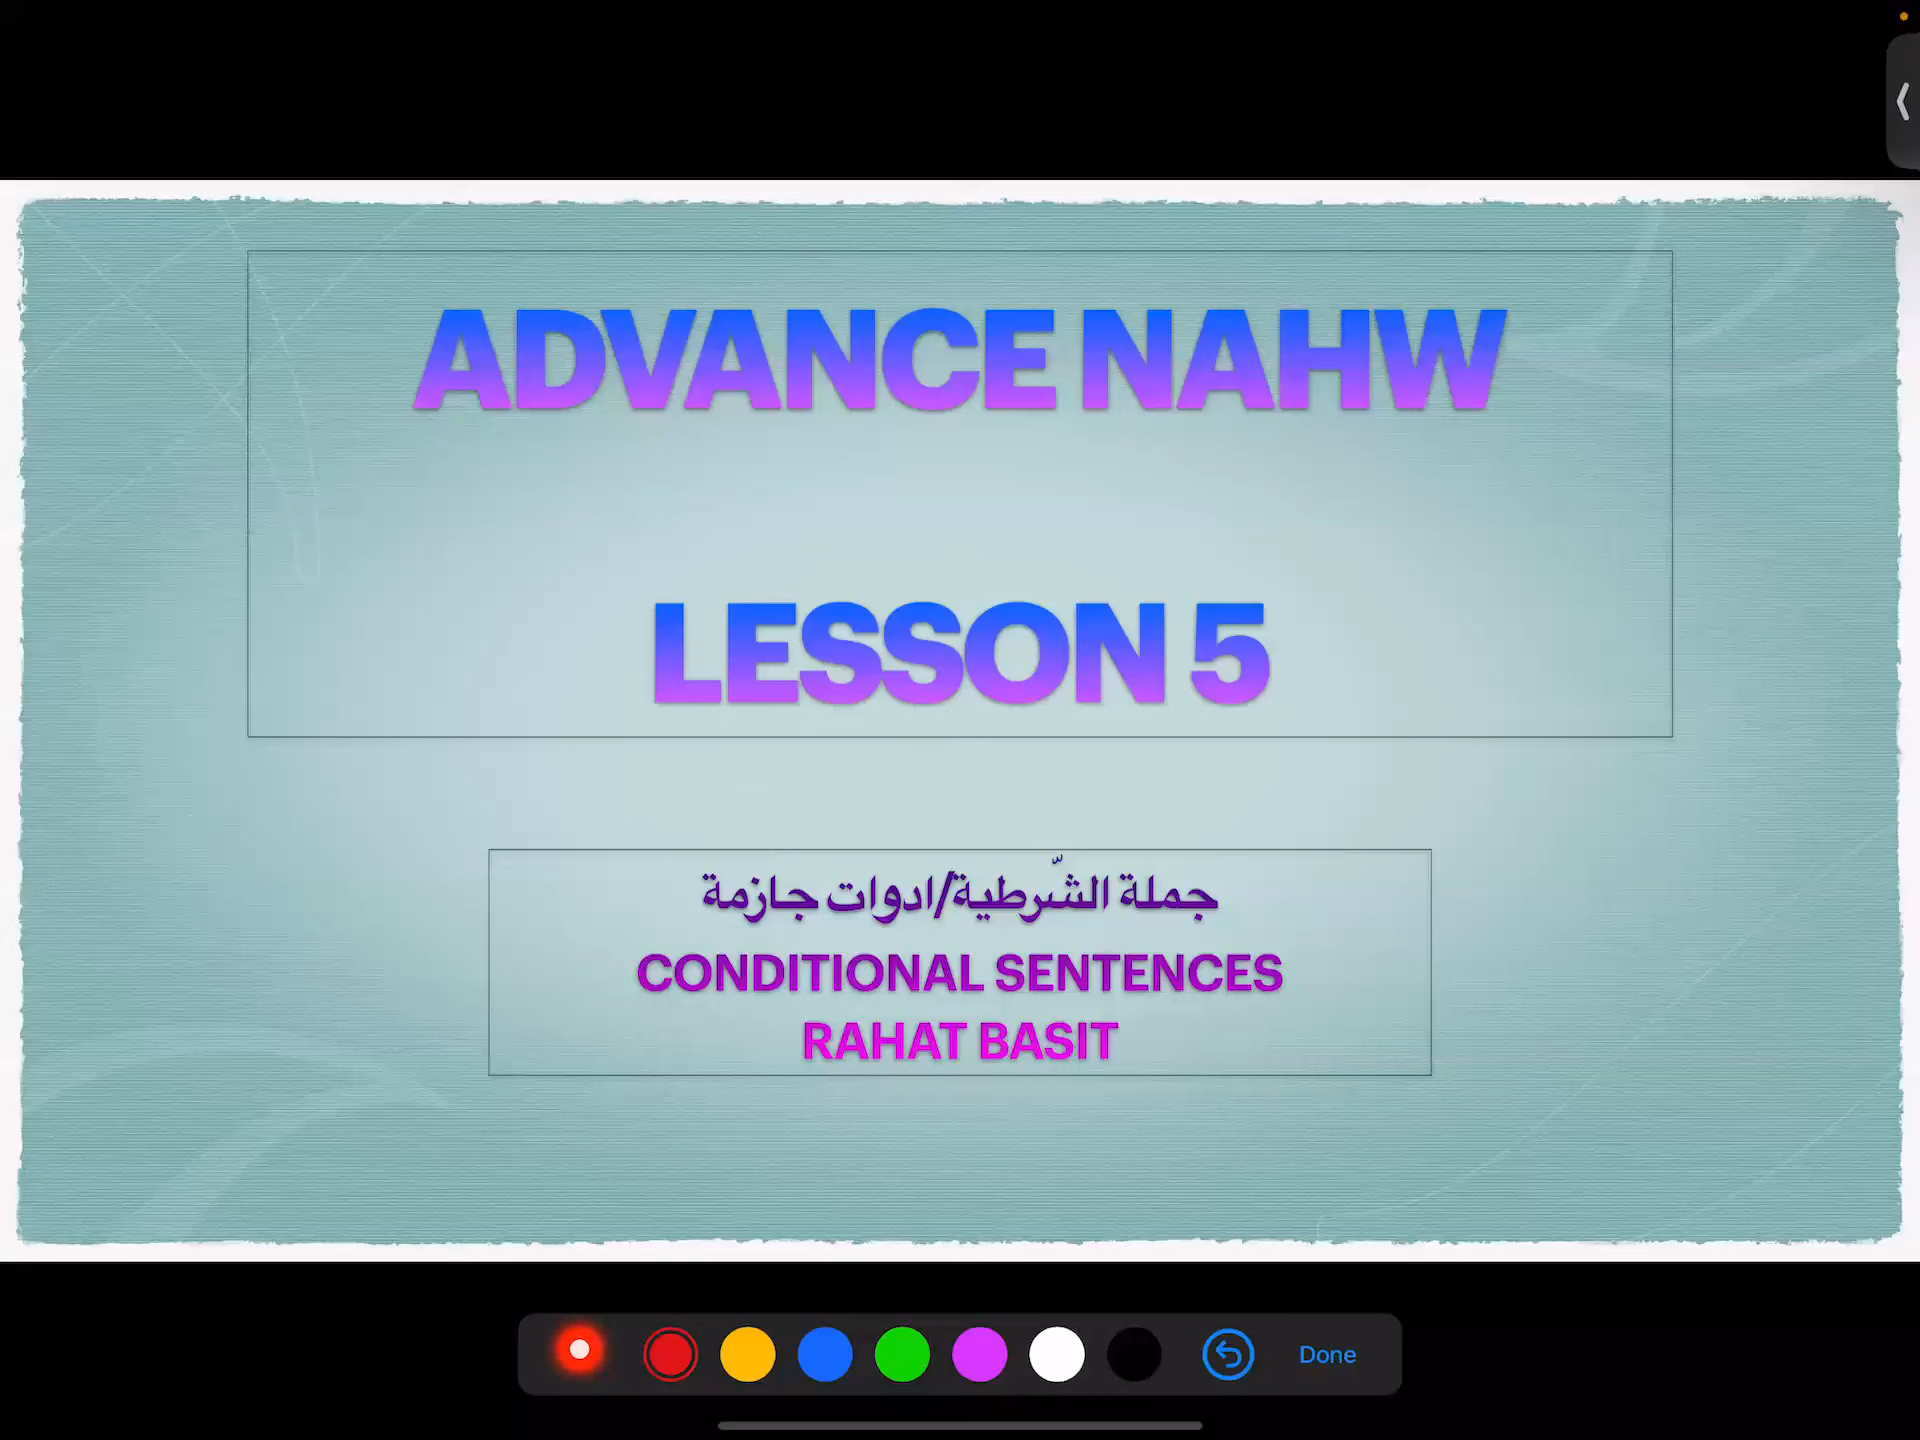 ADVANCE NAHW
LESSON 5
جملة الشّرطية/ادوات جازمة
CONDITIONAL SENTENCES
RAHAT BASIT
Done